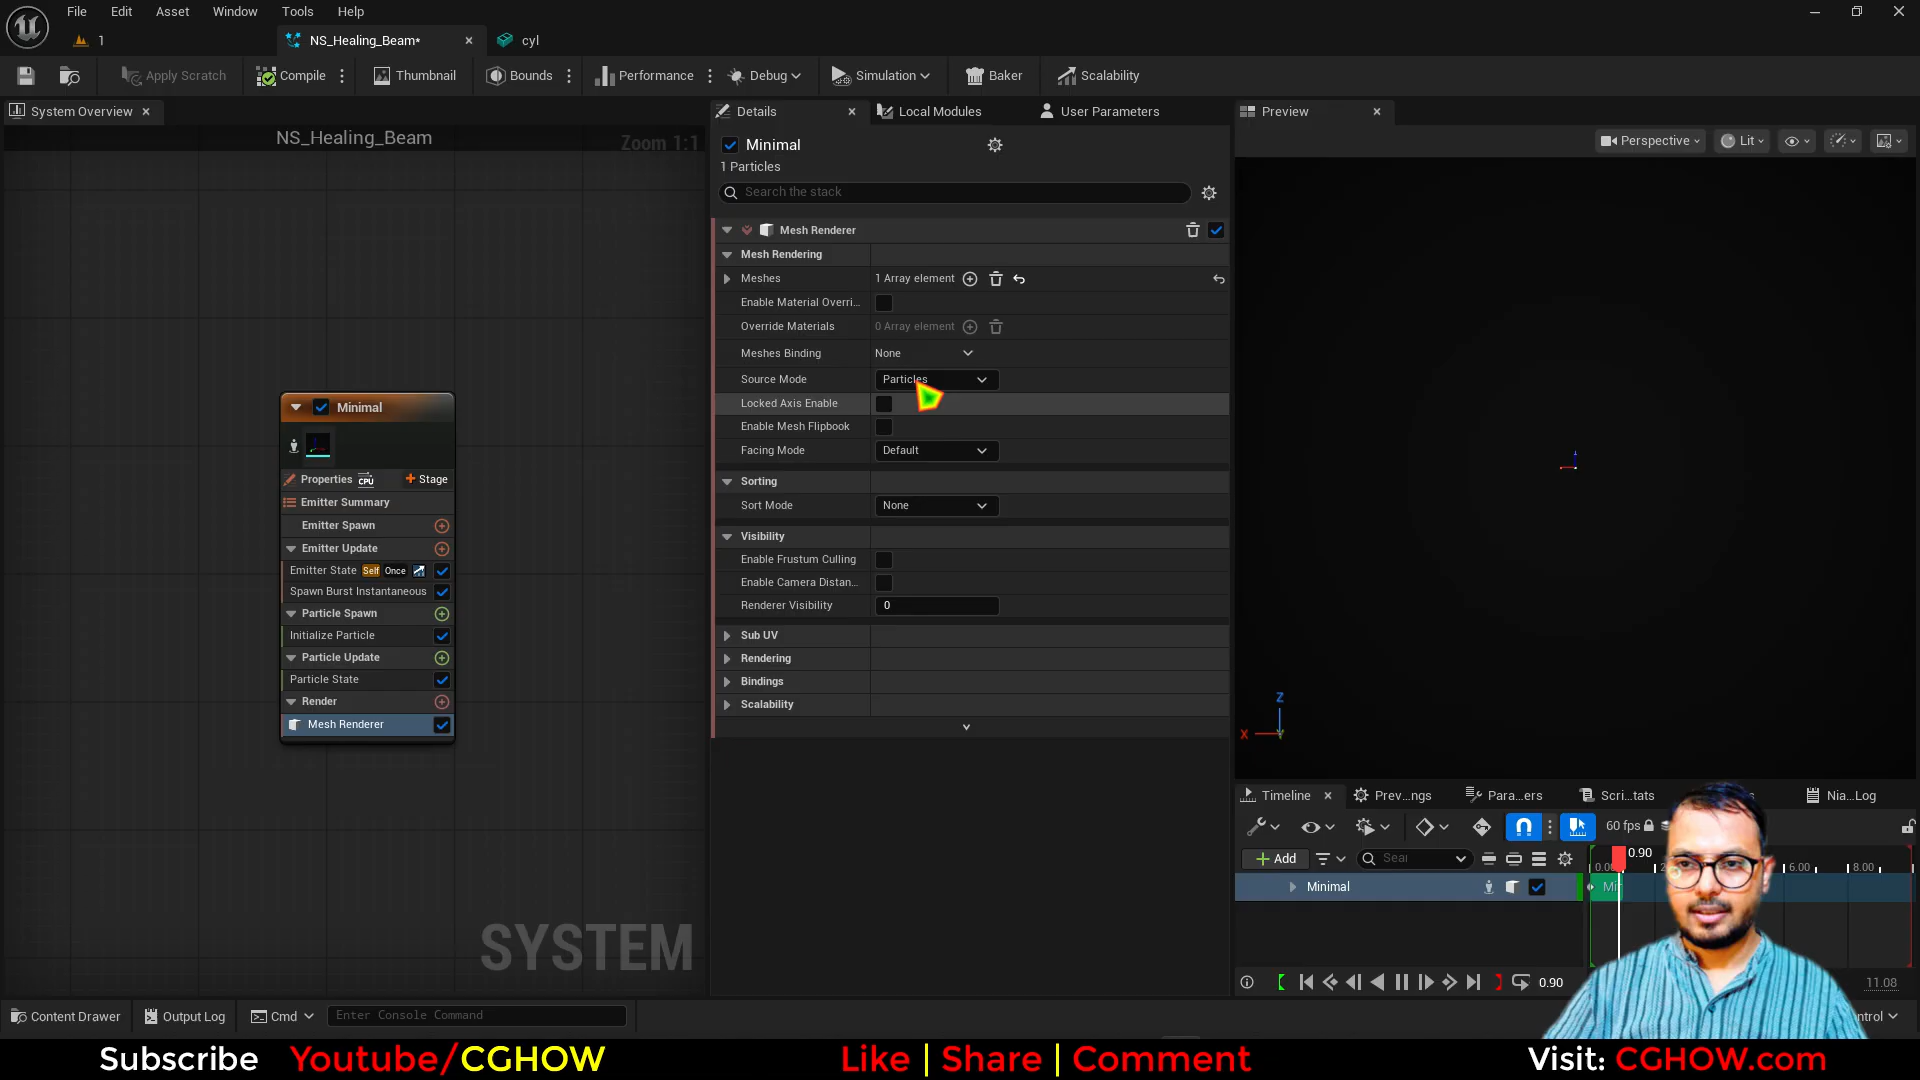 File Edit Asset Window Tools Help
1 NS_Healing_Beam* cyl
Apply Scratch Compile Thumbnail Bounds Performance Debug Simulation Baker Scalability
System Overview
NS_Healing_Beam
Zoom 1:1
Minimal
Properties CPU Stage
Emitter Summary
Emitter Spawn
Emitter Update
Emitter State Self Once
Spawn Burst Instantaneous
Particle Spawn
Initialize Particle
Particle Update
Particle State
Render
Mesh Renderer
SYSTEM
Details Local Modules User Parameters
Minimal
1 Particles
Search the stack
Mesh Renderer
Mesh Rendering
Meshes 1 Array element
Enable Material Overri...
Override Materials 0 Array element
Meshes Binding None
Source Mode Particles
Locked Axis Enable
Enable Mesh Flipbook
Facing Mode Default
Sorting
Sort Mode None
Visibility
Enable Frustum Culling
Enable Camera Distan...
Renderer Visibility 0
Sub UV
Rendering
Bindings
Scalability
Preview
Perspective Lit
Z
X Y
Timeline Prev...ngs Para...ers Scri...tats Nia...Log
60 fps
Add Sear 0.90
6.00 8.00
Minimal Mi
0.90 11.08
Content Drawer Output Log Cmd Enter Console Command
Subscribe Youtube/CGHOW Like | Share | Comment Visit: CGHOW.com